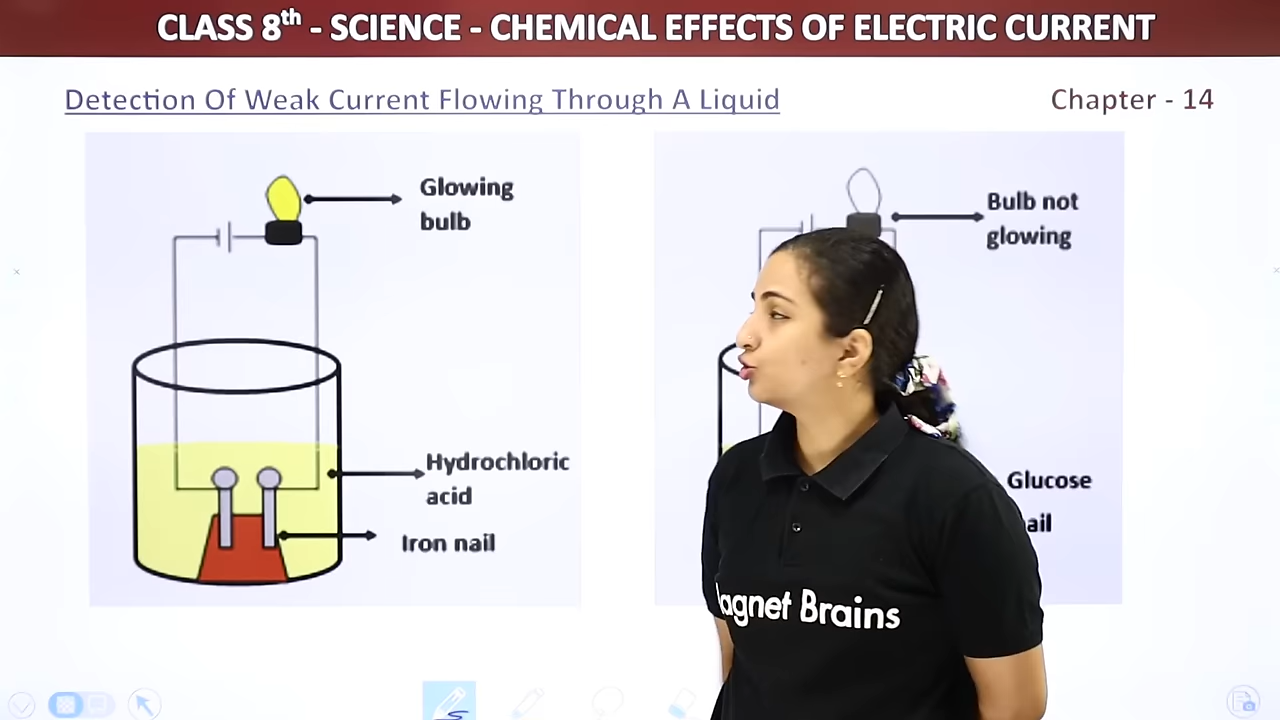 CLASS 8th - SCIENCE - CHEMICAL EFFECTS OF ELECTRIC CURRENT
Detection Of Weak Current Flowing Through A Liquid
Chapter - 14
Glowing
bulb
Hydrochloric
acid
Iron nail
Bulb not
glowing
Glucose
ail
agnet Brains